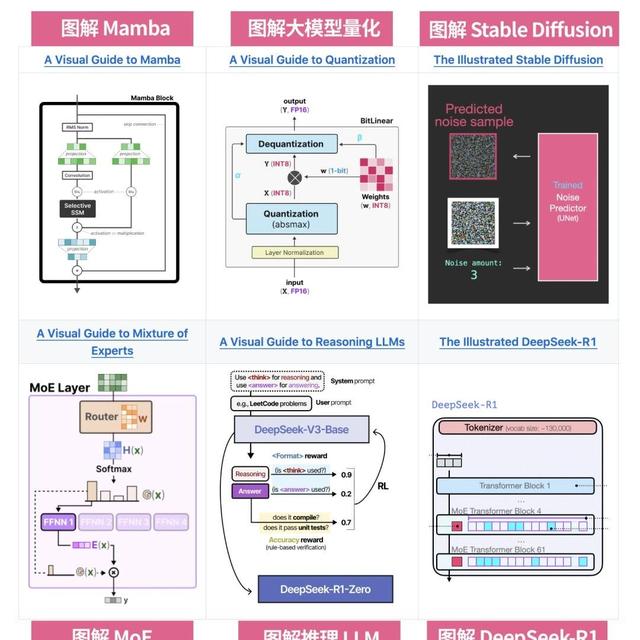 图解 Mamba
图解大模型量化
图解 Stable Diffusion
A Visual Guide to Mamba
A Visual Guide to Quantization
The Illustrated Stable Diffusion
Mamba Block
skip connection
RMS Norm
projection
projection
Convolution
activation
Selective
SSM
activation or multiplication
projection
output
(Y, FP16)
BitLinear
Dequantization
β
Y (INT8)
α
w (1-bit)
X (INT8)
Weights
(w, INT8)
Quantization
(absmax)
Layer Normalization
input
(X, FP16)
Predicted
noise sample
Trained
Noise
Predictor
(UNet)
Noise amount:
3
A Visual Guide to Mixture of
Experts
A Visual Guide to Reasoning LLMs
The Illustrated DeepSeek-R1
MoE Layer
Router
W
H(x)
Softmax
G(x)
FFNN 1
FFNN 2
FFNN 3
FFNN 4
E(x)
G(x)
y
Use <think> for reasoning and
use <answer> for answering.
System prompt
e.g., LeetCode problems
User prompt
DeepSeek-V3-Base
<Format> reward
Reasoning
(is <think> used?)
0.9
Answer
(is <answer> used?)
0.2
RL
does it compile?
does it pass unit tests?
0.7
Accuracy reward
(rule-based verification)
DeepSeek-R1-Zero
DeepSeek-R1
Tokenizer (vocab size: ~130,000)
Transformer Block 1
...
MoE Transformer Block 4
...
MoE Transformer Block 61
图解 MoE
图解推理 LLM
图解 DeepSeek-R1